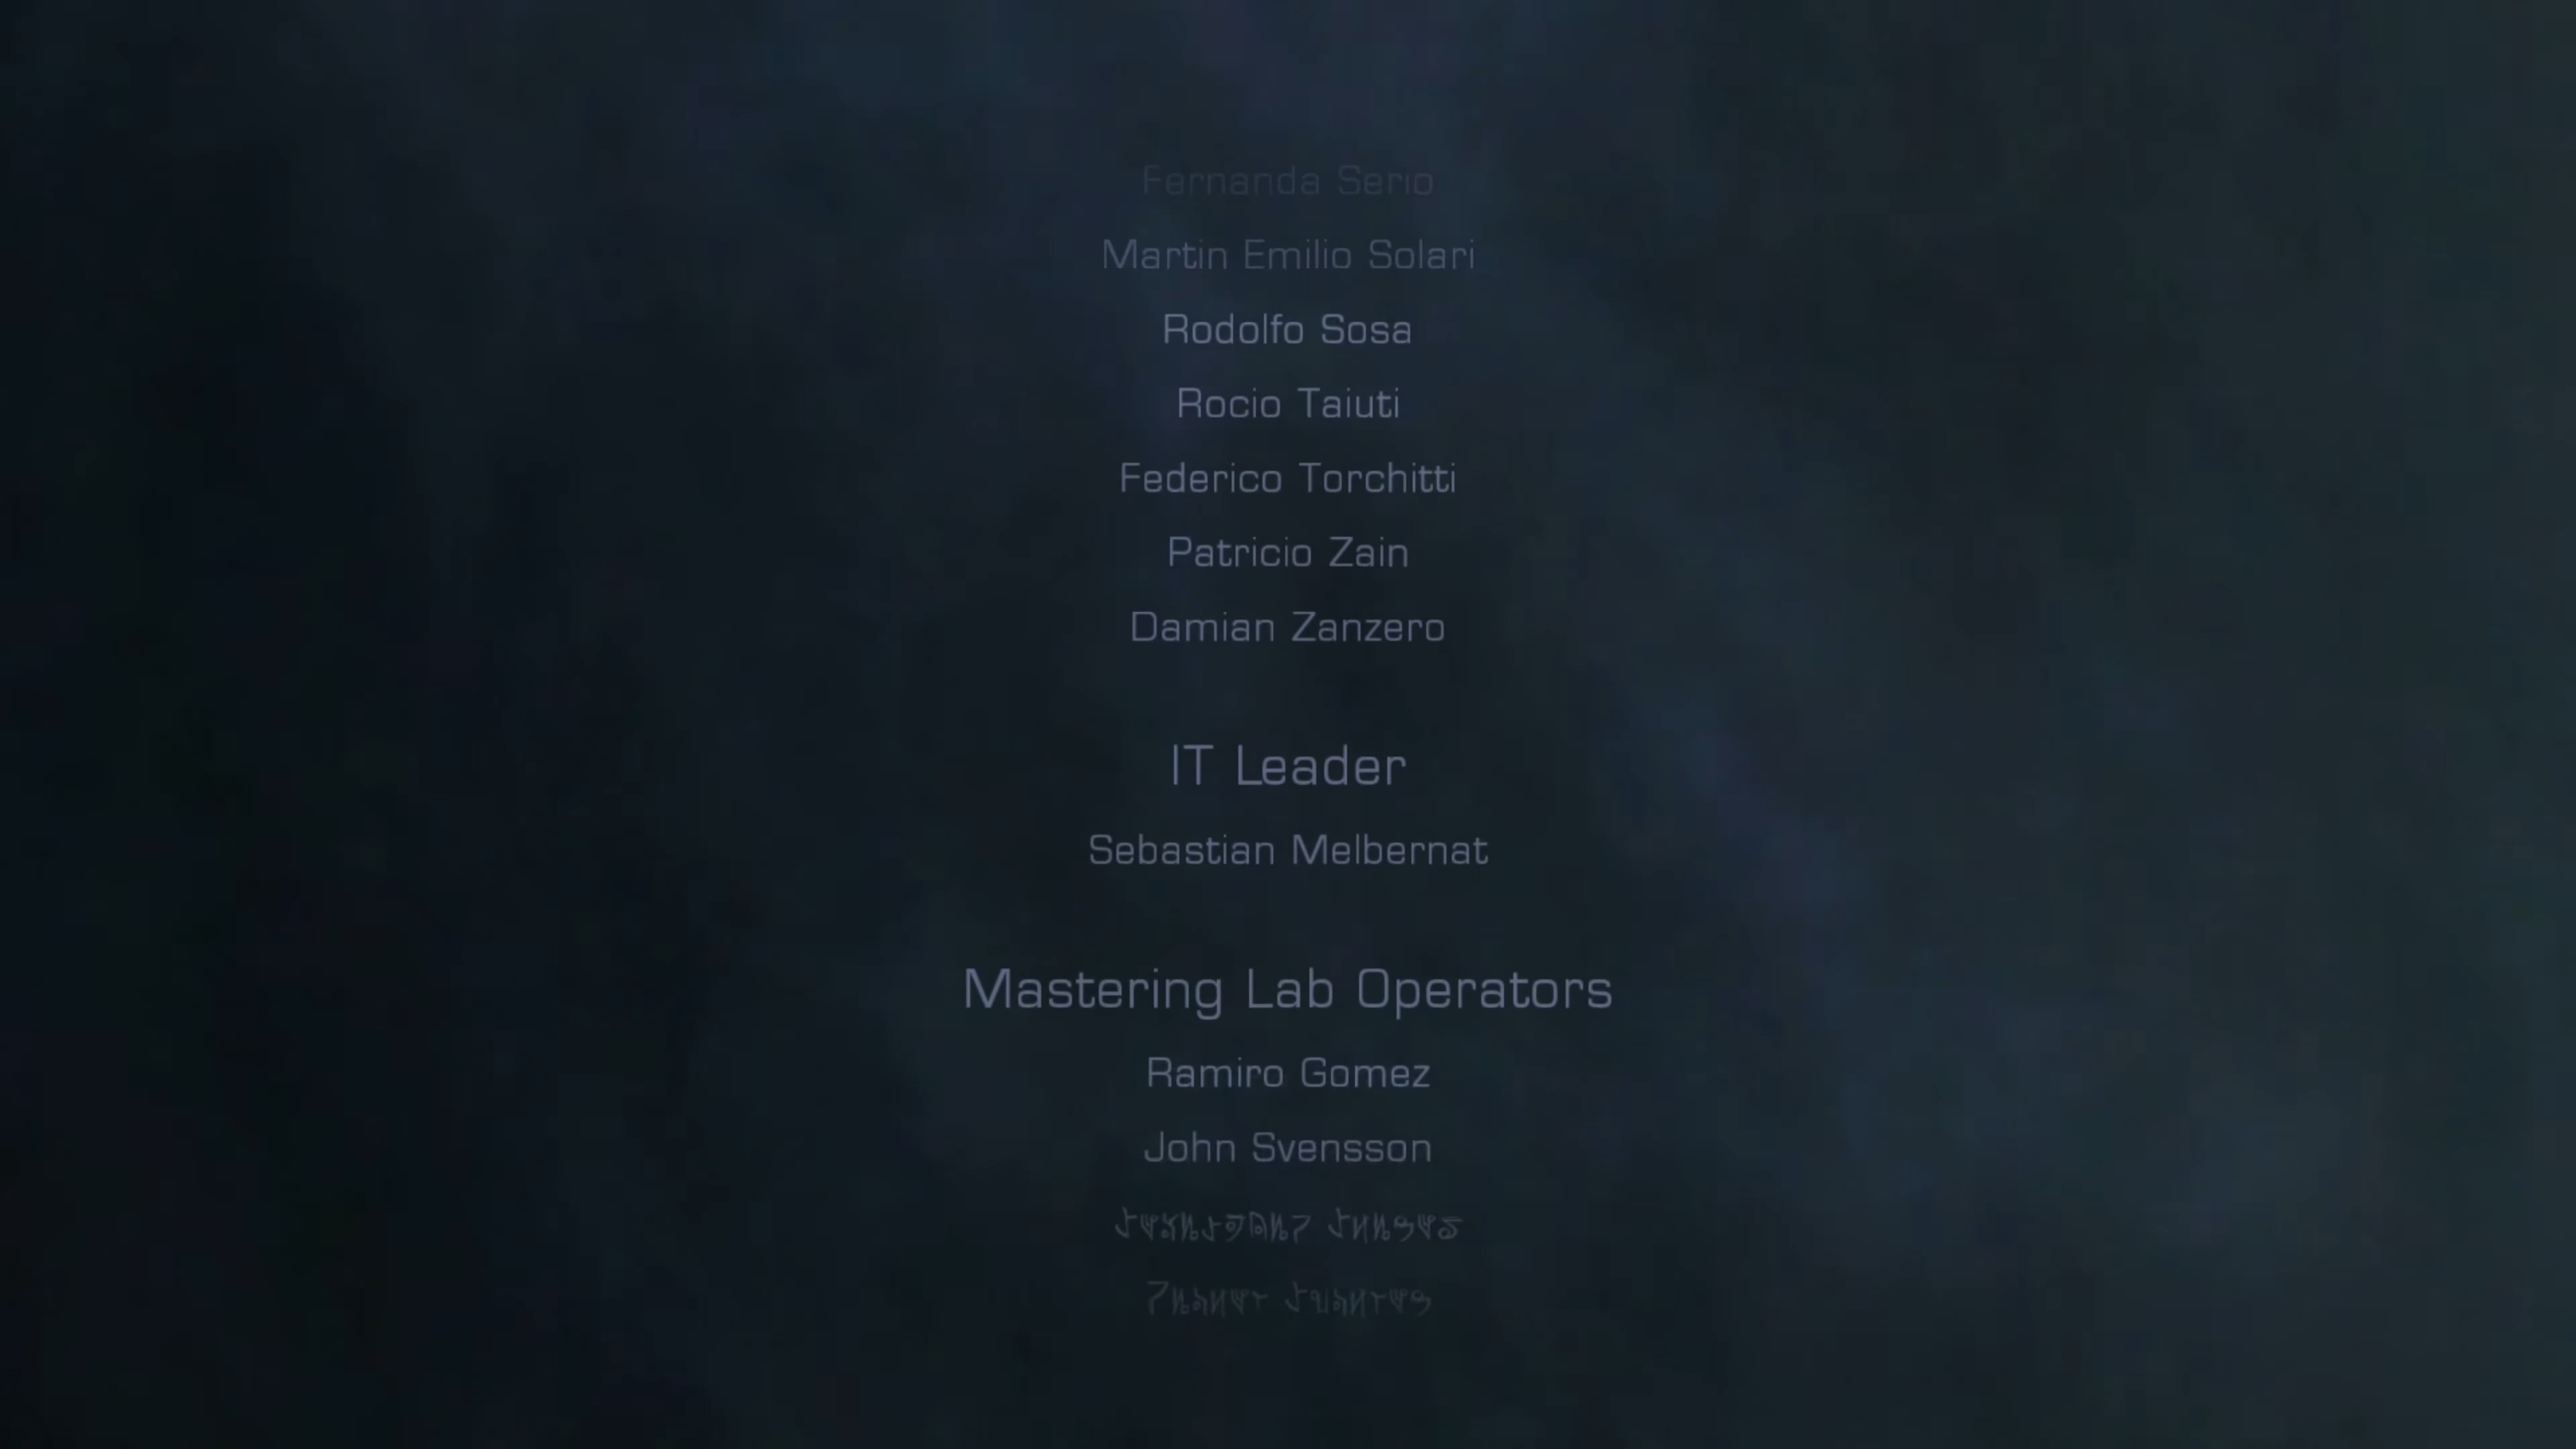 Fernanda Serio
Martin Emilio Solari
Rodolfo Sosa
Rocio Taiuti
Federico Torchitti
Patricio Zain
Damian Zanzero
IT Leader
Sebastian Melbernat
Mastering Lab Operators
Ramiro Gomez
John Svensson